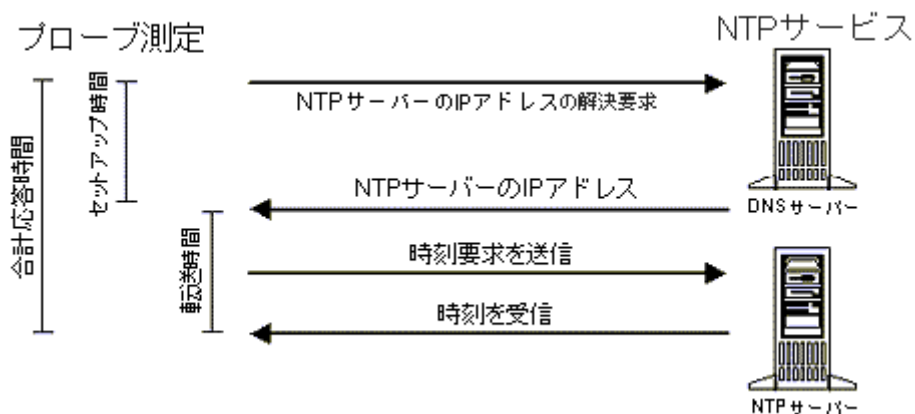 プローブ測定
NTPサービス
合計応答時間
セットアップ時間
NTPサーバーのIPアドレスの解決要求
NTPサーバーのIPアドレス
DNSサーバー
転送時間
時刻要求を送信
時刻を受信
NTPサーバー